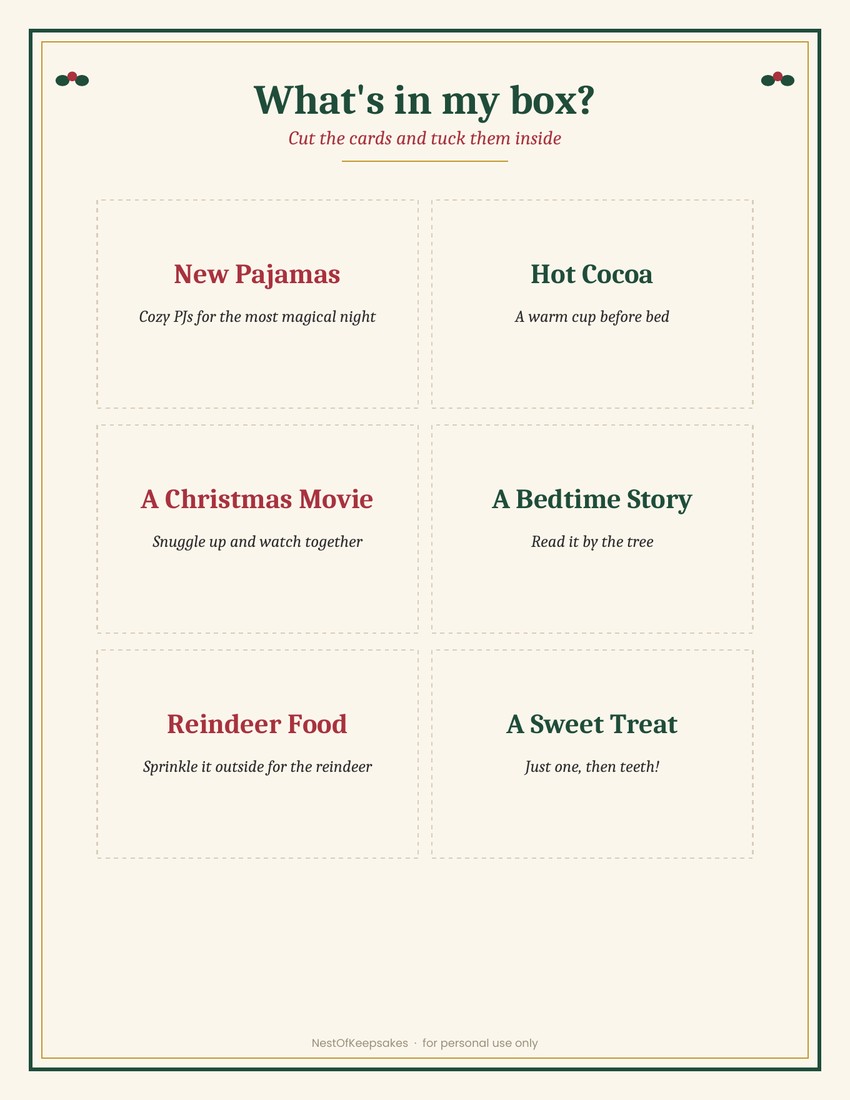 What's in my box?
Cut the cards and tuck them inside
New Pajamas
Cozy PJs for the most magical night
Hot Cocoa
A warm cup before bed
A Christmas Movie
Snuggle up and watch together
A Bedtime Story
Read it by the tree
Reindeer Food
Sprinkle it outside for the reindeer
A Sweet Treat
Just one, then teeth!
NestOfKeepsakes · for personal use only